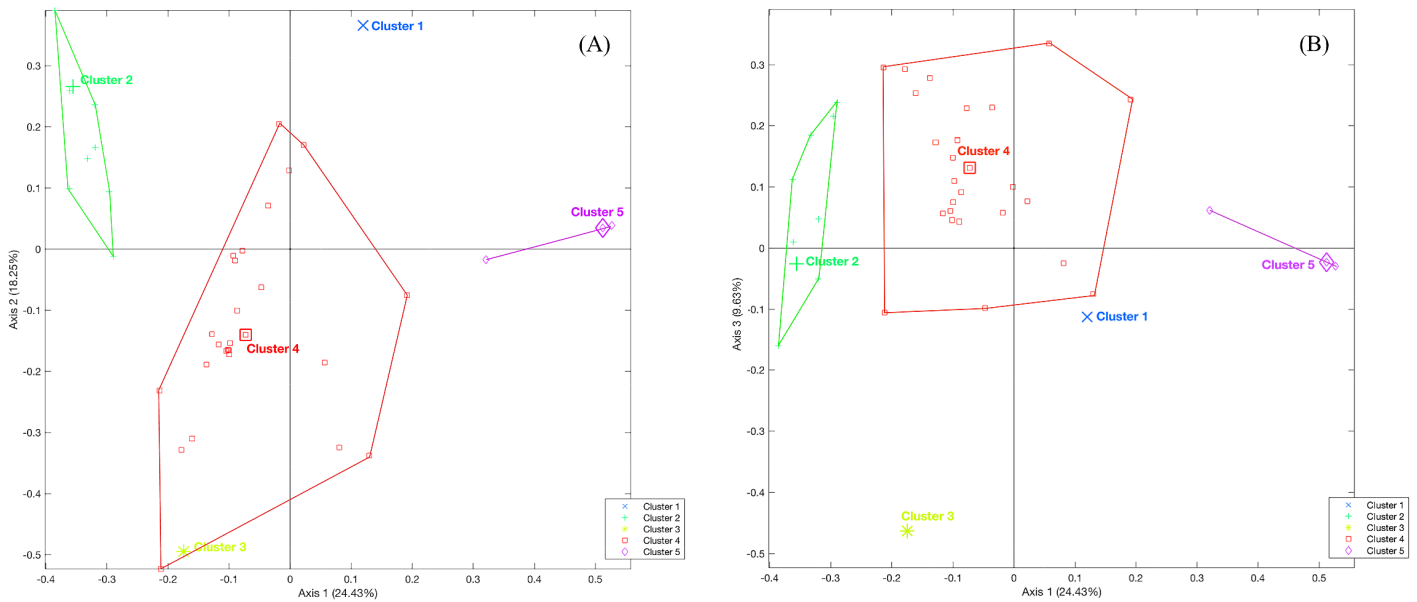 (A)
Cluster 1
Cluster 2
Cluster 5
Cluster 4
Cluster 3
0.3
0.2
0.1
0
-0.1
-0.2
-0.3
-0.4
-0.5
Axis 2 (18.25%)
-0.4 -0.3 -0.2 -0.1 0 0.1 0.2 0.3 0.4 0.5
Axis 1 (24.43%)
Cluster 1
Cluster 2
Cluster 3
Cluster 4
Cluster 5
(B)
Cluster 4
Cluster 2
Cluster 5
Cluster 1
Cluster 3
0.3
0.2
0.1
0
-0.1
-0.2
-0.3
-0.4
-0.5
Axis 3 (9.63%)
-0.4 -0.3 -0.2 -0.1 0 0.1 0.2 0.3 0.4 0.5
Axis 1 (24.43%)
Cluster 1
Cluster 2
Cluster 3
Cluster 4
Cluster 5